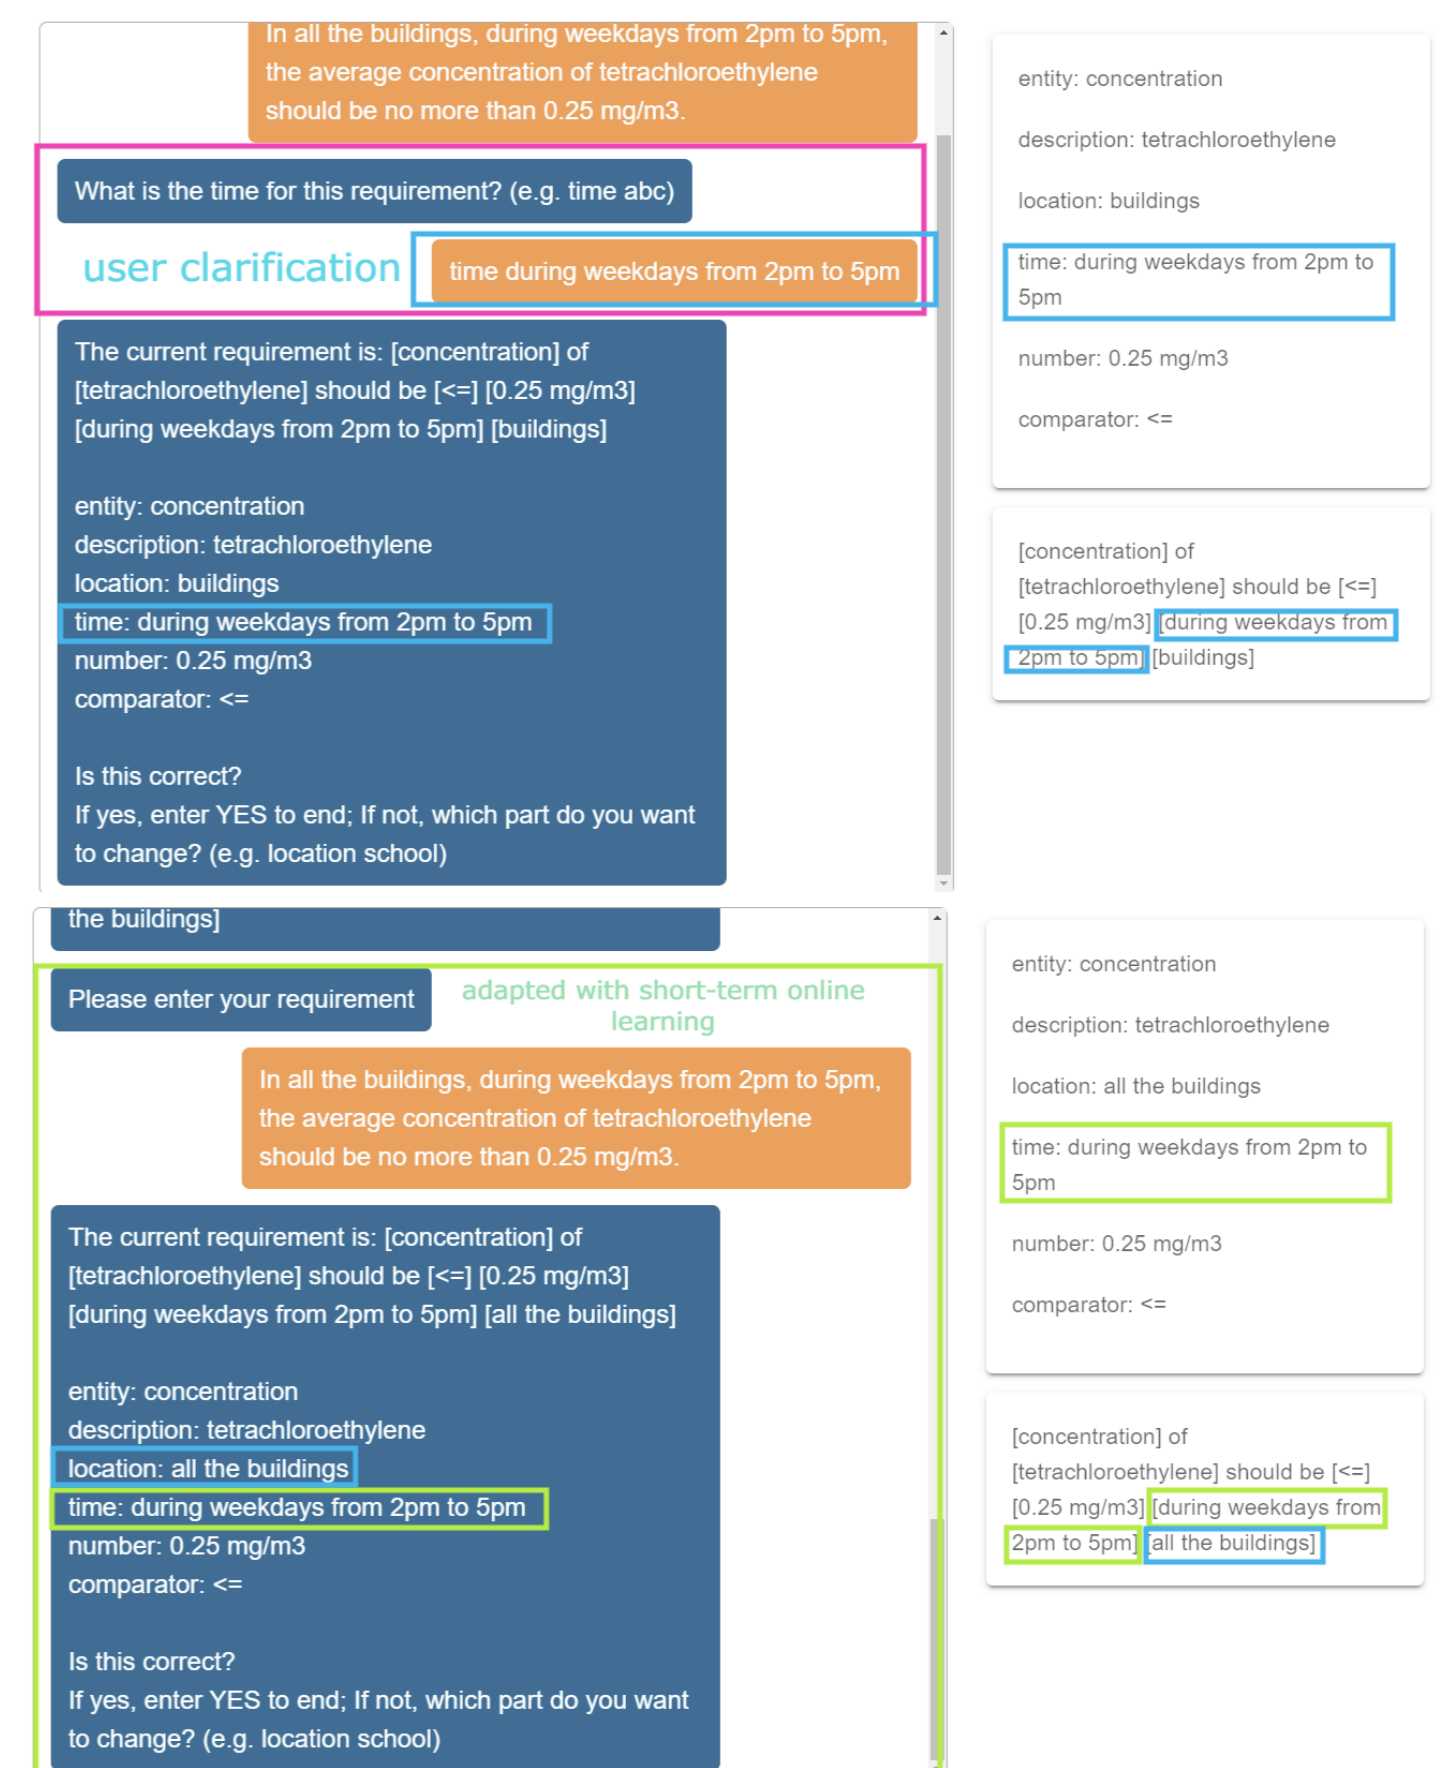 In all the buildings, during weekdays from 2pm to 5pm,
the average concentration of tetrachloroethylene
should be no more than 0.25 mg/m3.
What is the time for this requirement? (e.g. time abc)
user clarification
time during weekdays from 2pm to 5pm
The current requirement is: [concentration] of
[tetrachloroethylene] should be [<=] [0.25 mg/m3]
[during weekdays from 2pm to 5pm] [buildings]
entity: concentration
description: tetrachloroethylene
location: buildings
time: during weekdays from 2pm to 5pm
number: 0.25 mg/m3
comparator: <=
Is this correct?
If yes, enter YES to end; If not, which part do you want
to change? (e.g. location school)
entity: concentration
description: tetrachloroethylene
location: buildings
time: during weekdays from 2pm to
5pm
number: 0.25 mg/m3
comparator: <=
[concentration] of
[tetrachloroethylene] should be [<=]
[0.25 mg/m3] [during weekdays from
2pm to 5pm] [buildings]
the buildings]
Please enter your requirement
adapted with short-term online
learning
In all the buildings, during weekdays from 2pm to 5pm,
the average concentration of tetrachloroethylene
should be no more than 0.25 mg/m3.
The current requirement is: [concentration] of
[tetrachloroethylene] should be [<=] [0.25 mg/m3]
[during weekdays from 2pm to 5pm] [all the buildings]
entity: concentration
description: tetrachloroethylene
location: all the buildings
time: during weekdays from 2pm to 5pm
number: 0.25 mg/m3
comparator: <=
Is this correct?
If yes, enter YES to end; If not, which part do you want
to change? (e.g. location school)
entity: concentration
description: tetrachloroethylene
location: all the buildings
time: during weekdays from 2pm to
5pm
number: 0.25 mg/m3
comparator: <=
[concentration] of
[tetrachloroethylene] should be [<=]
[0.25 mg/m3] [during weekdays from
2pm to 5pm] [all the buildings]